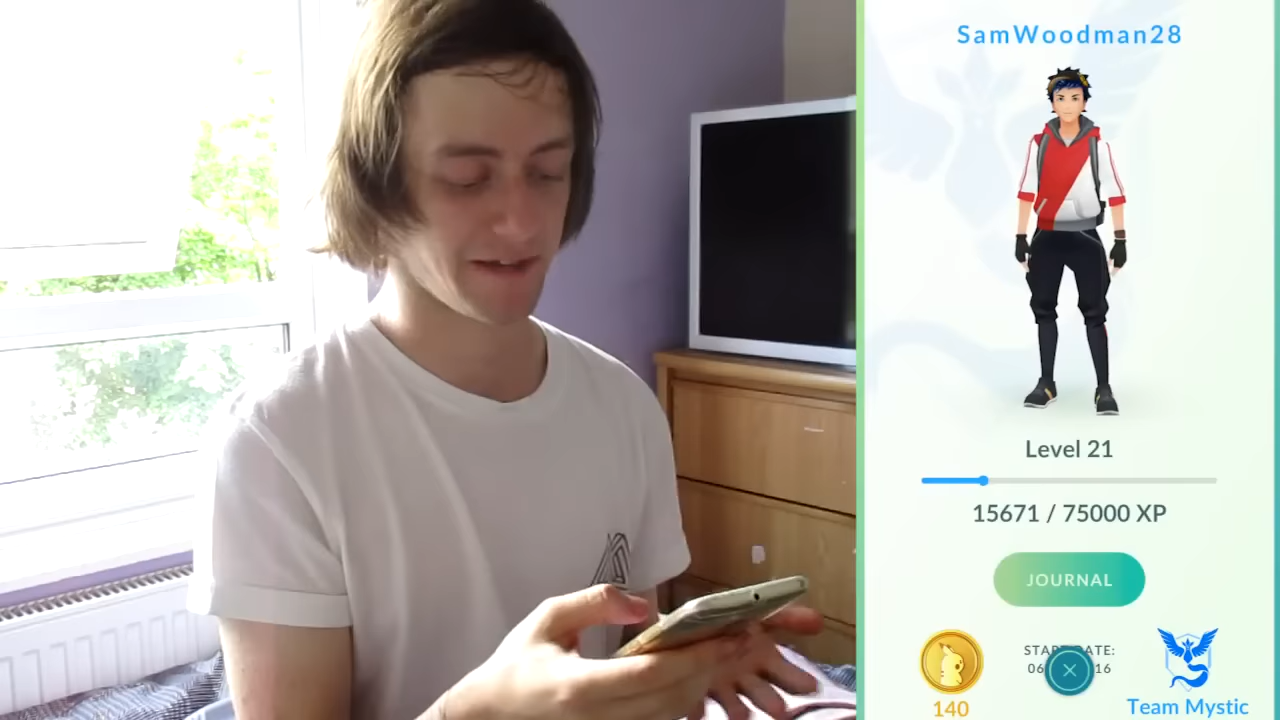 SamWoodman28
Level 21
15671 / 75000 XP
JOURNAL
140
Team Mystic